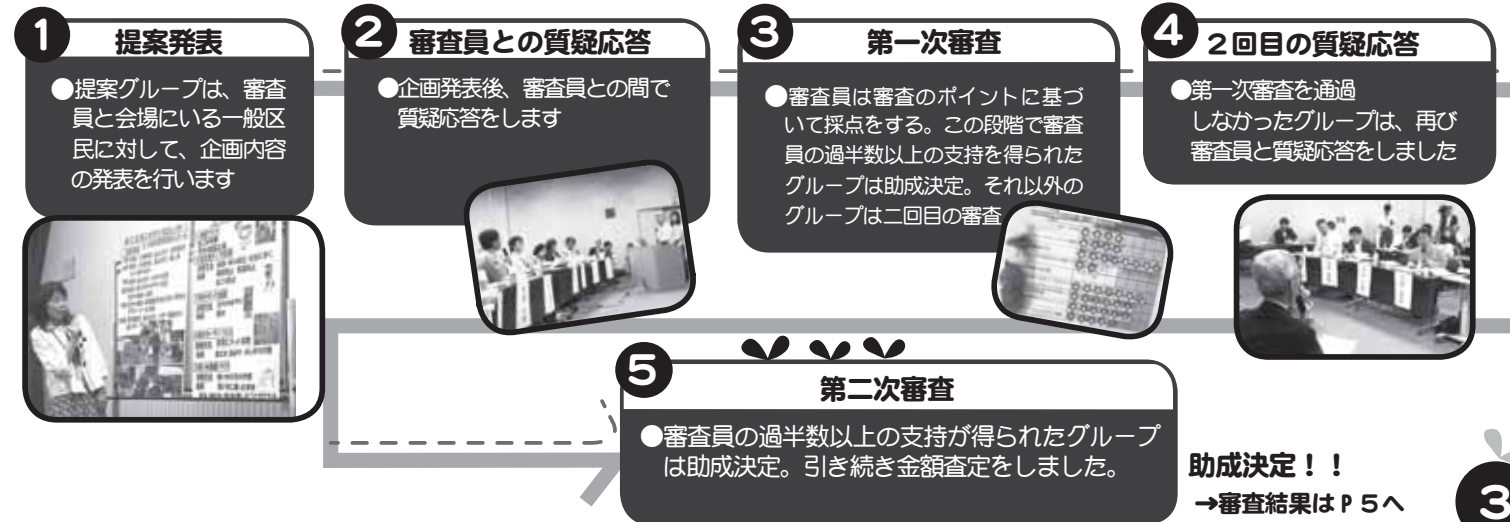 1 提案発表
●提案グループは、審査
員と会場にいる一般区
民に対して、企画内容
の発表を行います
2 審査員との質疑応答
●企画発表後、審査員との間で
質疑応答をします
3 第一次審査
●審査員は審査のポイントに基づ
いて採点をする。この段階で審査
員の過半数以上の支持を得られた
グループは助成決定。それ以外の
グループは二回目の審査
4 2回目の質疑応答
●第一次審査を通過
しなかったグループは、再び
審査員と質疑応答をしました
5 第二次審査
●審査員の過半数以上の支持が得られたグループ
は助成決定。引き続き金額査定をしました。
助成決定！！
→審査結果はP5へ
3